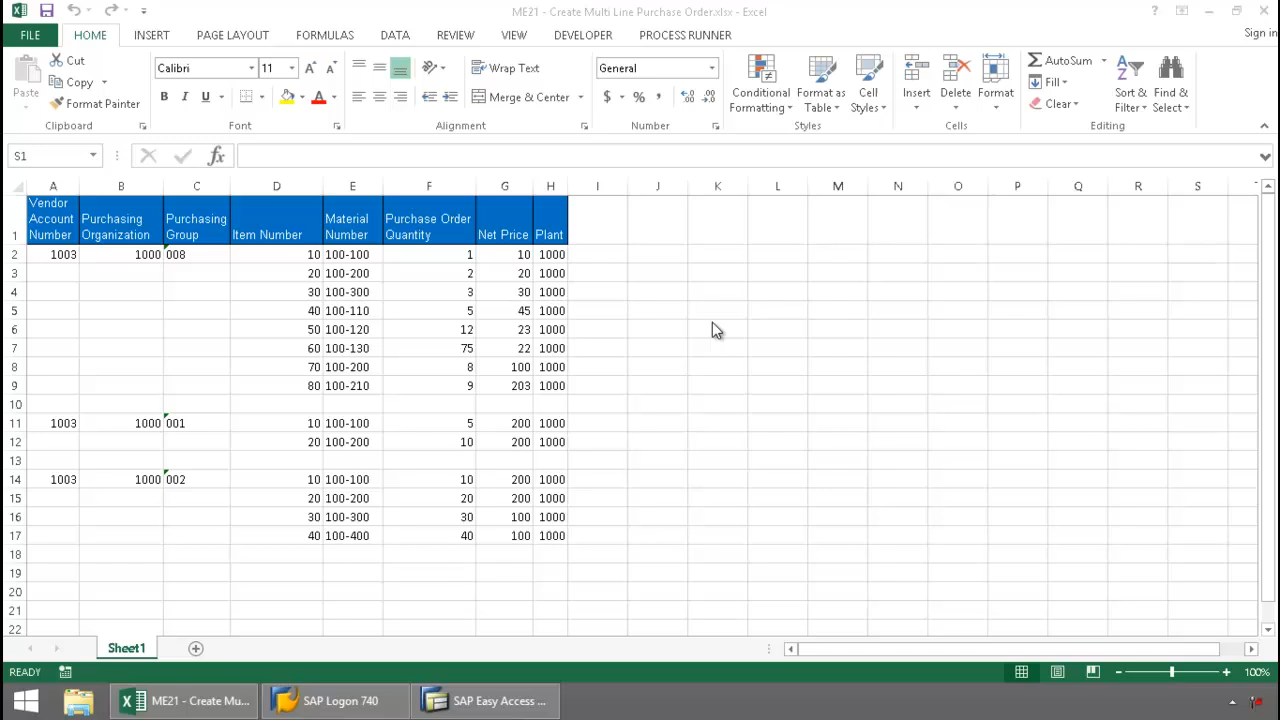 ME21 - Create Multi Line Purchase Order.xlsx - Excel
?
FILE HOME INSERT PAGE LAYOUT FORMULAS DATA REVIEW VIEW DEVELOPER PROCESS RUNNER Sign in
Paste
Cut
Copy
Format Painter
Calibri 11
B I U A
Wrap Text
Merge & Center
General
$ % ,
Conditional Formatting
Format as Table
Cell Styles
Insert Delete Format
AutoSum
Fill
Clear
Sort & Filter
Find & Select
Clipboard Font Alignment Number Styles Cells Editing
S1 fx
A B C D E F G H I J K L M N O P Q R S
1 Vendor Account Number Purchasing Organization Purchasing Group Item Number Material Number Purchase Order Quantity Net Price Plant
2 1003 1000 008 10 100-100 1 10 1000
3 20 100-200 2 20 1000
4 30 100-300 3 30 1000
5 40 100-110 5 45 1000
6 50 100-120 12 23 1000
7 60 100-130 75 22 1000
8 70 100-200 8 100 1000
9 80 100-210 9 203 1000
10
11 1003 1000 001 10 100-100 5 200 1000
12 20 100-200 10 200 1000
13
14 1003 1000 002 10 100-100 10 200 1000
15 20 100-200 20 200 1000
16 30 100-300 30 100 1000
17 40 100-400 40 100 1000
18
19
20
21
22
Sheet1
READY 100%
ME21 - Create Mu... SAP Logon 740 SAP Easy Access ...